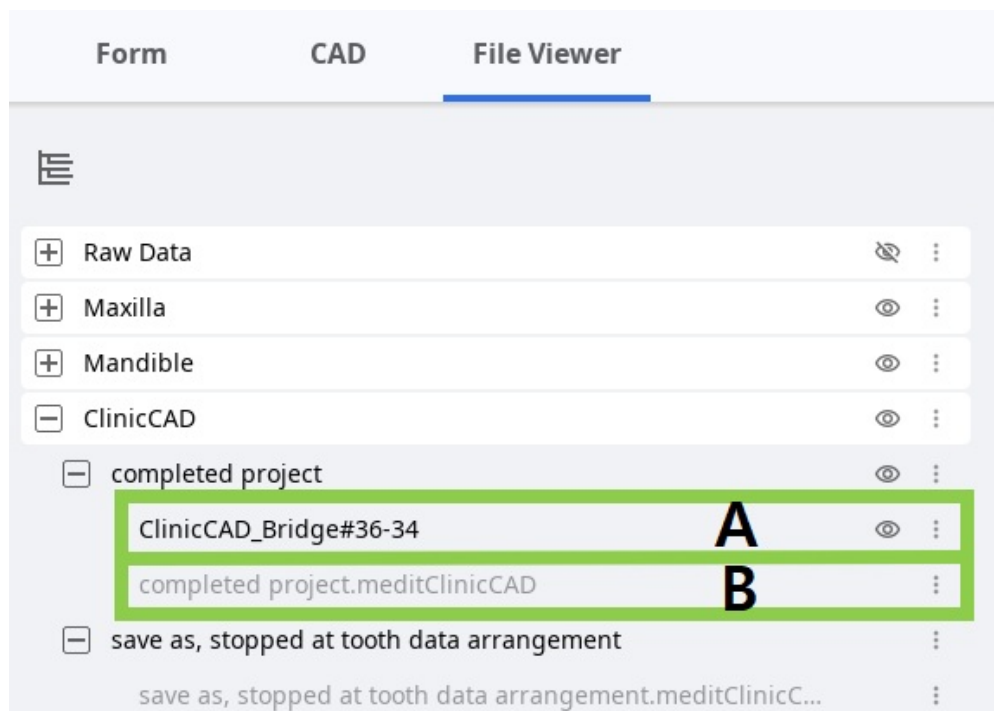 Form CAD File Viewer
Raw Data
Maxilla
Mandible
ClinicCAD
completed project
ClinicCAD_Bridge#36-34 A
completed project.meditClinicCAD B
save as, stopped at tooth data arrangement
save as, stopped at tooth data arrangement.meditClinicC...